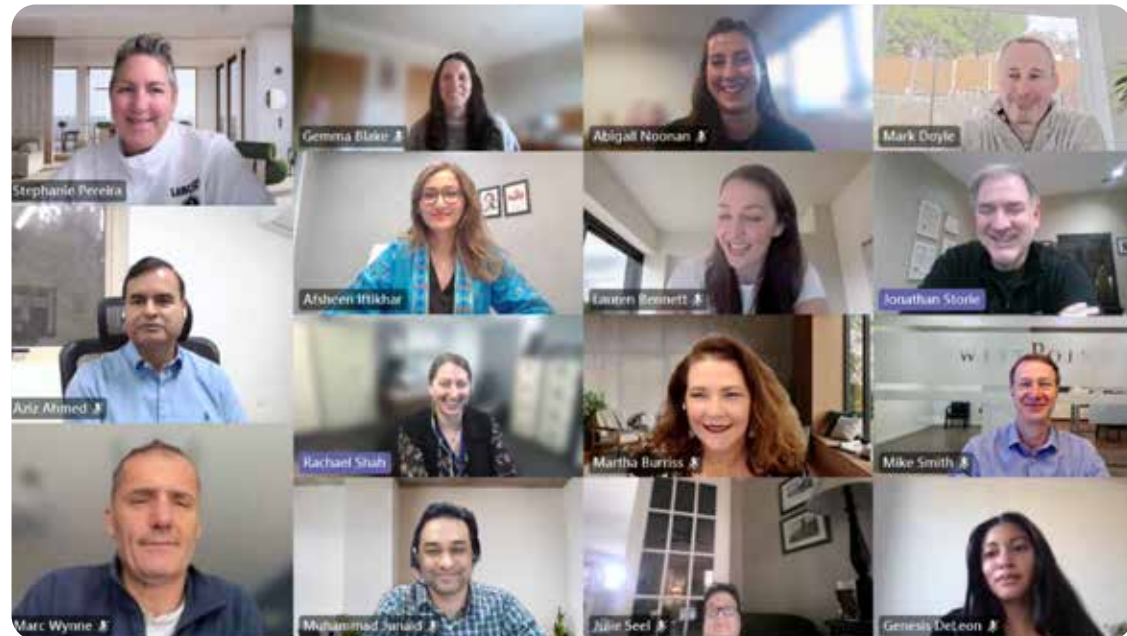 Gemma Blake
Abigail Noonan
Mark Doyle
Stephanie Pereira
Afsheen Iftikhar
Lauren Bennett
Jonathan Storie
Aziz Ahmed
Rachael Shah
Martha Burriss
Mike Smith
Marc Wynne
Muhammad Junaid
Julie Seel
Genesis DeLeon